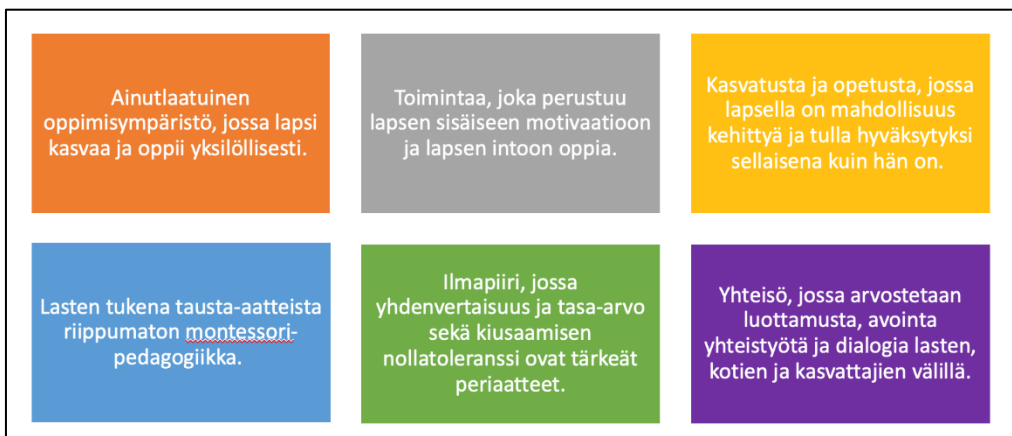 Ainutlaatuinen
oppimisympäristö, jossa lapsi
kasvaa ja oppii yksilöllisesti.
Toimintaa, joka perustuu
lapsen sisäiseen motivaatioon
ja lapsen intoon oppia.
Kasvatusta ja opetusta, jossa
lapsella on mahdollisuus
kehittyä ja tulla hyväksytyksi
sellaisena kuin hän on.
Lasten tukena tausta-aatteista
riippumaton montessori-
pedagogiikka.
Ilmapiiri, jossa
yhdenvertaisuus ja tasa-arvo
sekä kiusaamisen
nollatoleranssi ovat tärkeät
periaatteet.
Yhteisö, jossa arvostetaan
luottamusta, avointa
yhteistyötä ja dialogia lasten,
kotien ja kasvattajien välillä.